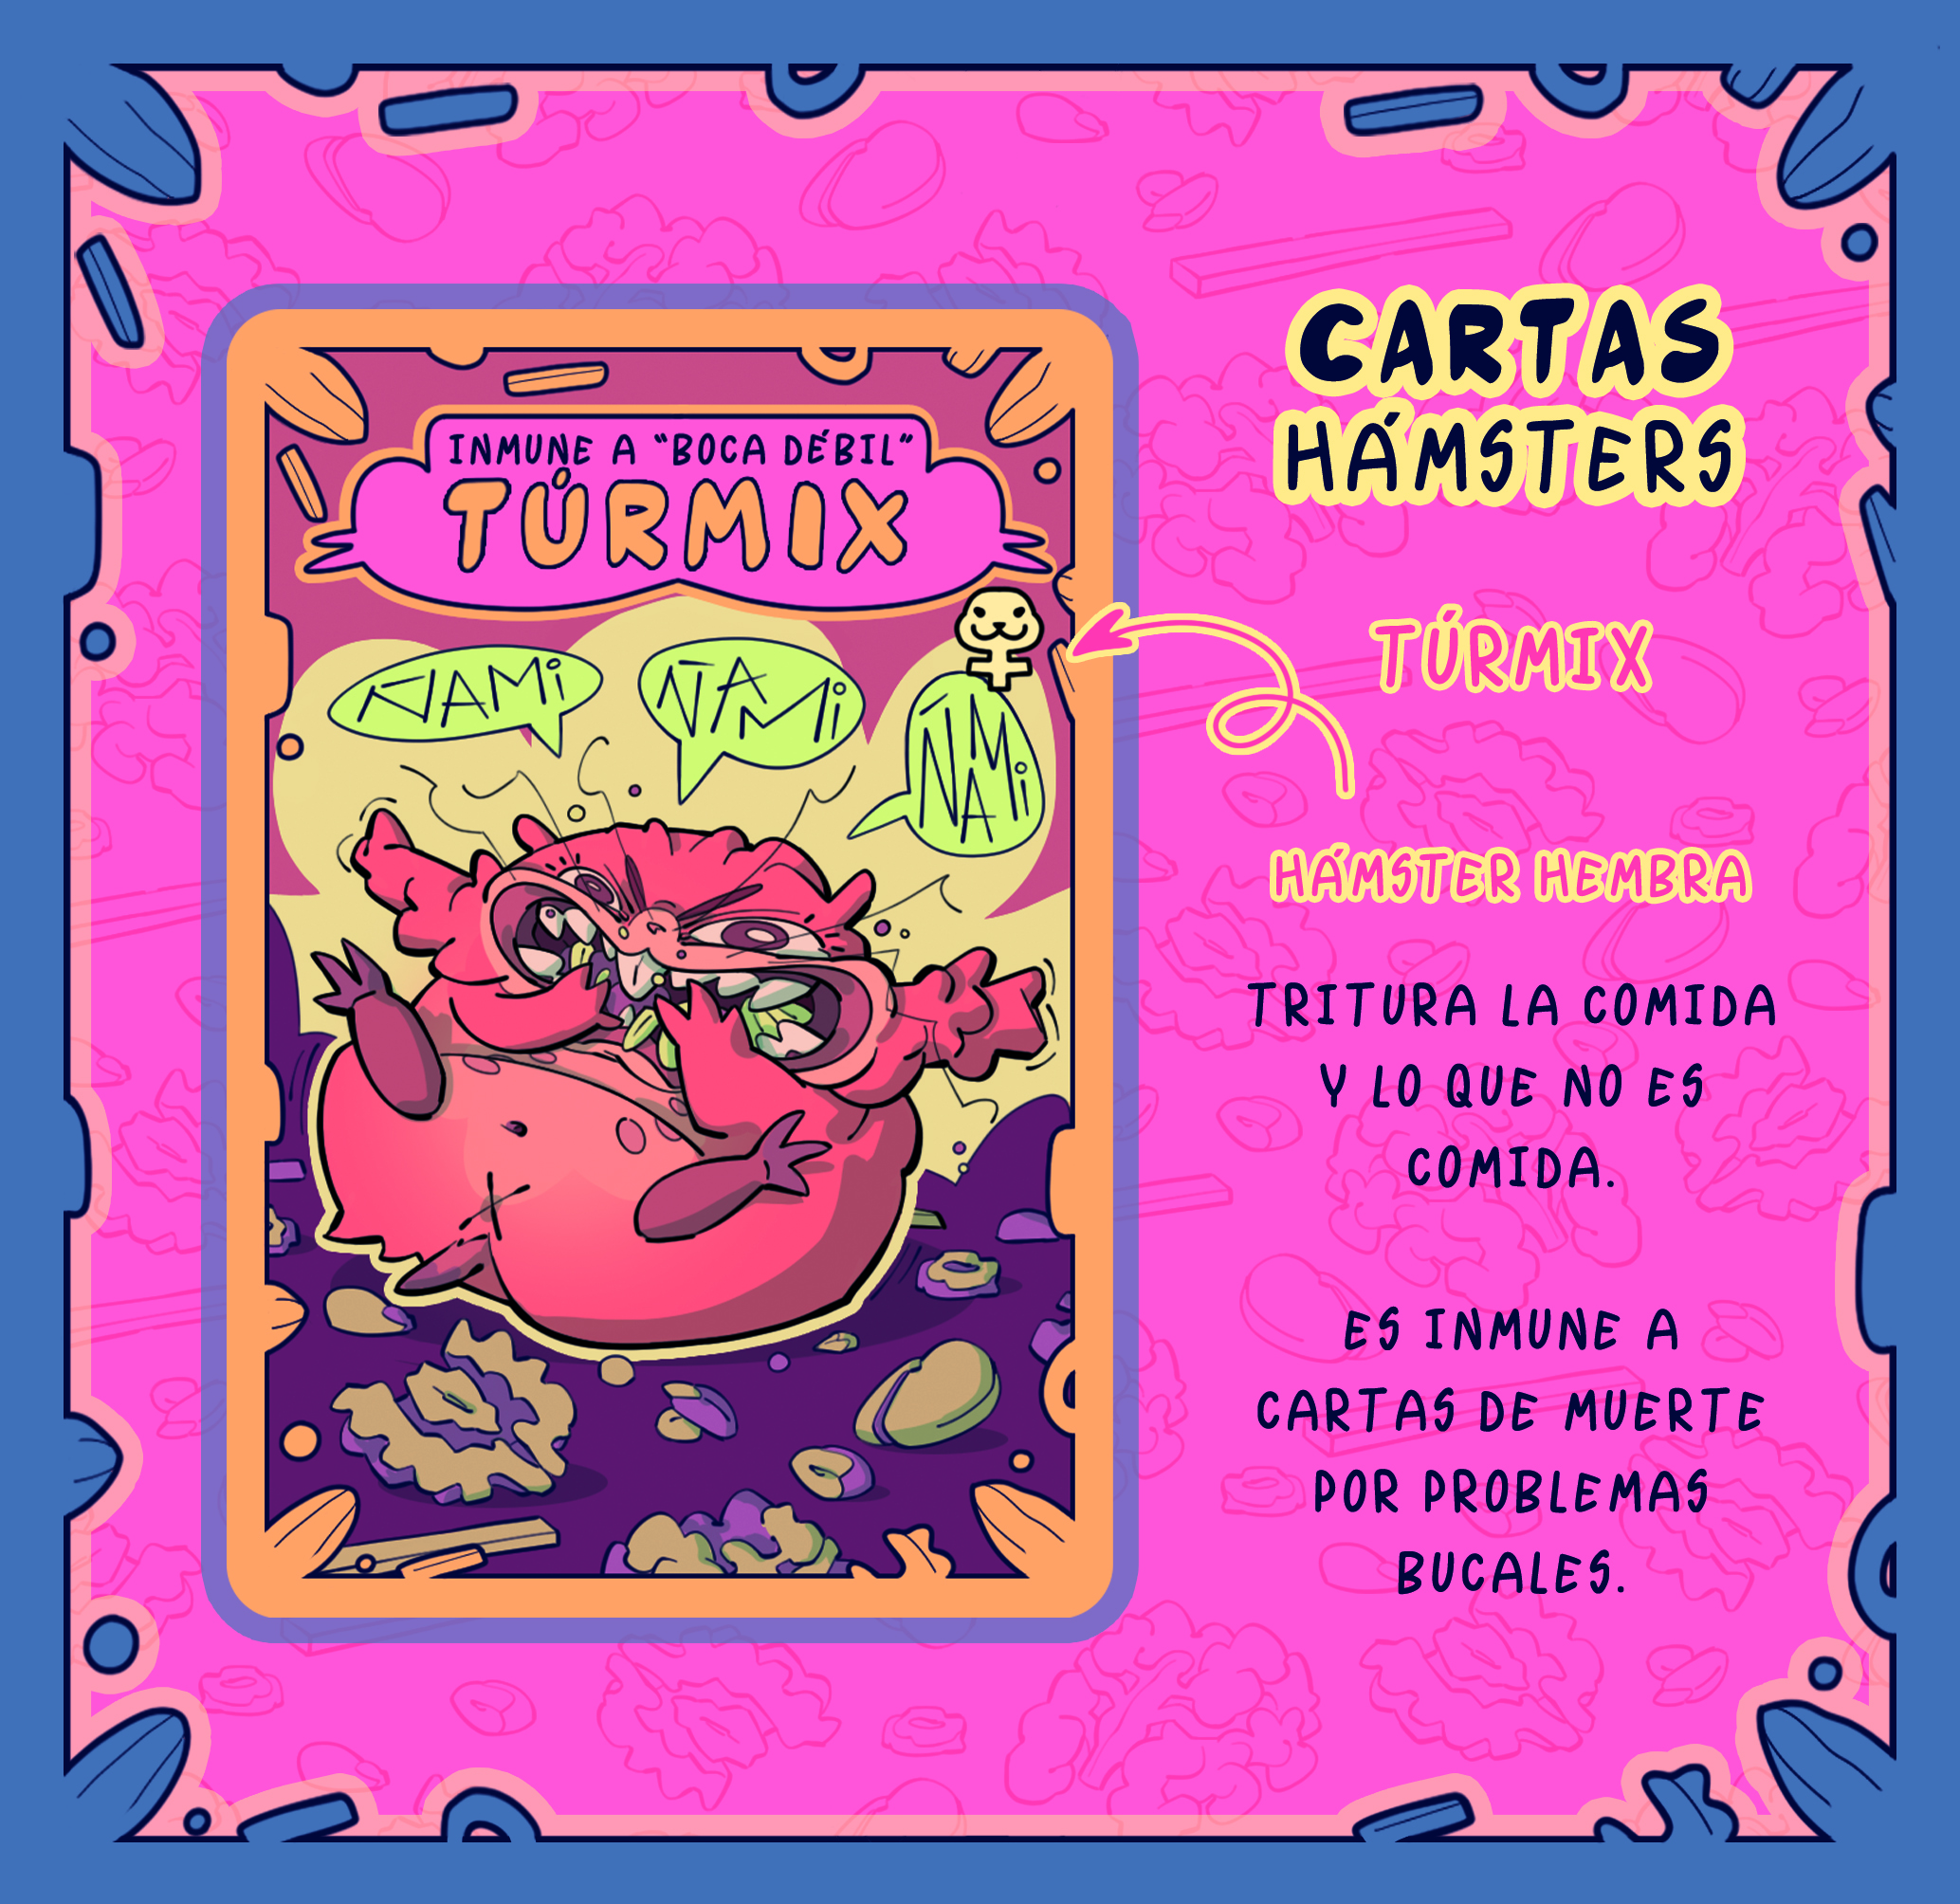 INMUNE A "BOCA DÉBIL"
TÚRMIX
ÑAMI
ÑAMI
ÑAMI
CARTAS
HÁMSTERS
TÚRMIX
HÁMSTER HEMBRA
TRITURA LA COMIDA
Y LO QUE NO ES
COMIDA.
ES INMUNE A
CARTAS DE MUERTE
POR PROBLEMAS
BUCALES.